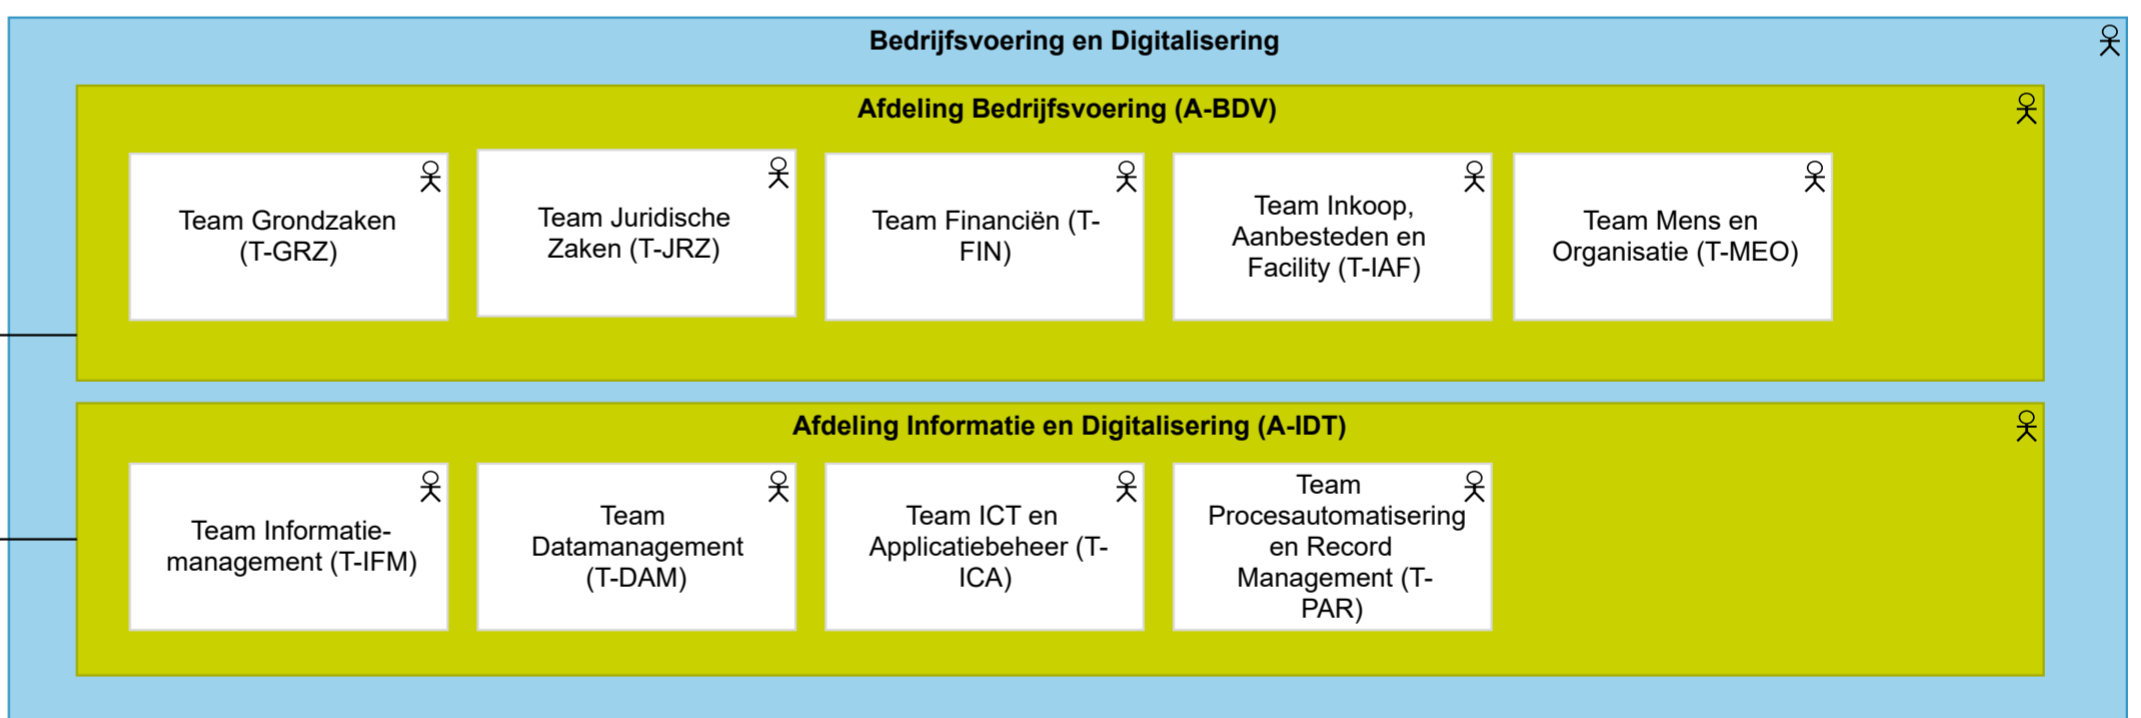 Bedrijfsvoering en Digitalisering
Afdeling Bedrijfsvoering (A-BDV)
Team Grondzaken
(T-GRZ)
Team Juridische
Zaken (T-JRZ)
Team Financiën (T-
FIN)
Team Inkoop,
Aanbesteden en
Facility (T-IAF)
Team Mens en
Organisatie (T-MEO)
Afdeling Informatie en Digitalisering (A-IDT)
Team Informatie-
management (T-IFM)
Team
Datamanagement
(T-DAM)
Team ICT en
Applicatiebeheer (T-
ICA)
Team
Procesautomatisering
en Record
Management (T-
PAR)